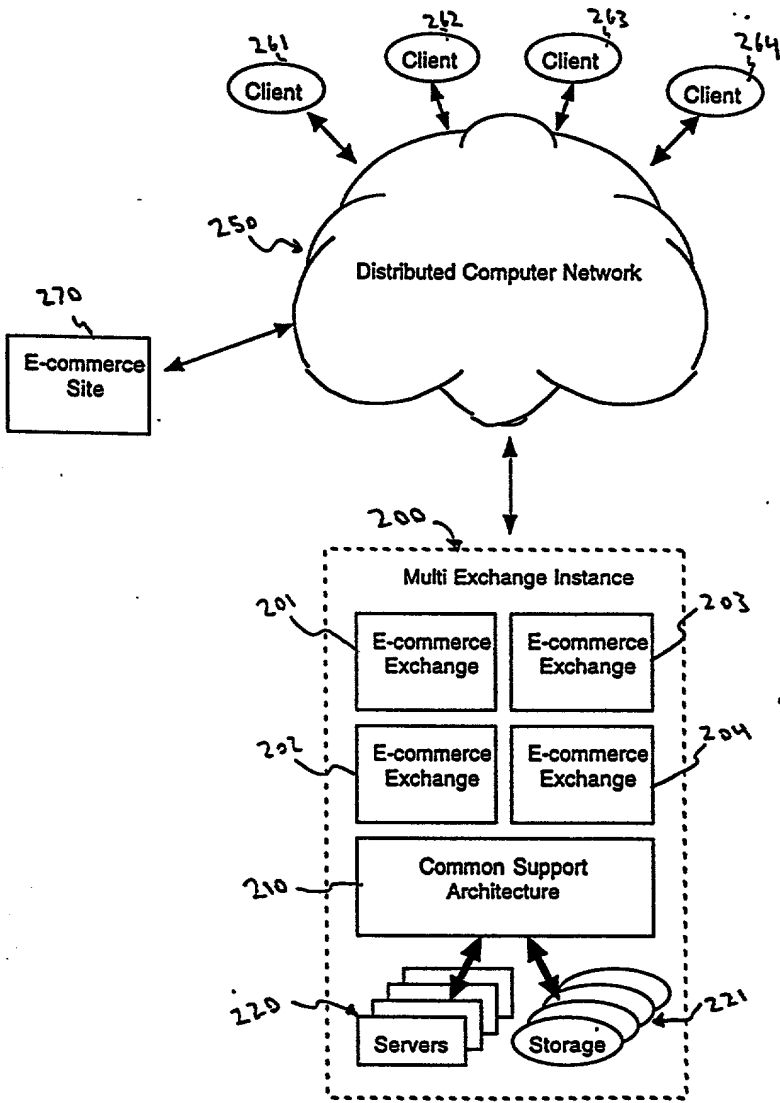 261
262
263
264
Client
Client
Client
Client
250
Distributed Computer Network
270
E-commerce
Site
200
Multi Exchange Instance
201
203
E-commerce
Exchange
E-commerce
Exchange
202
204
E-commerce
Exchange
E-commerce
Exchange
210
Common Support
Architecture
220
221
Servers
Storage